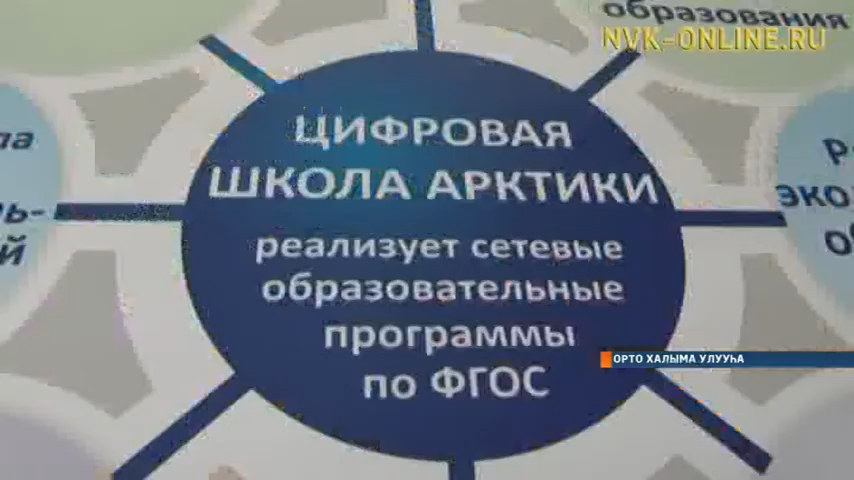 образования
NVK-ONLINE.RU
ЦИФРОВАЯ
ШКОЛА АРКТИКИ
реализует сетевые
образовательные
программы
по ФГОС
ОРТО ХАЛЫМА УЛУУҺА